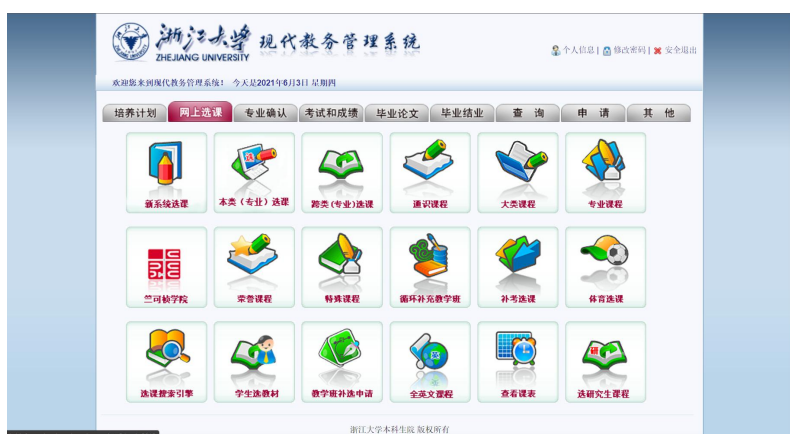 浙江大学 现代教务管理系统
ZHEJIANG UNIVERSITY
个人信息 | 修改密码 | 安全退出
欢迎您来到现代教务管理系统! 今天是2021年6月3日 星期四
培养计划 网上选课 专业确认 考试和成绩 毕业论文 毕业结业 查 询 申 请 其 他
新系统选课 本类(专业)选课 跨类(专业)选课 通识课程 大类课程 专业课程
竺可桢学院 荣誉课程 特殊课程 循环补充教学班 补考选课 体育选课
选课搜索引擎 学生选教材 教学班补选申请 全英文课程 查看课表 选研究生课程
浙江大学本科生院 版权所有